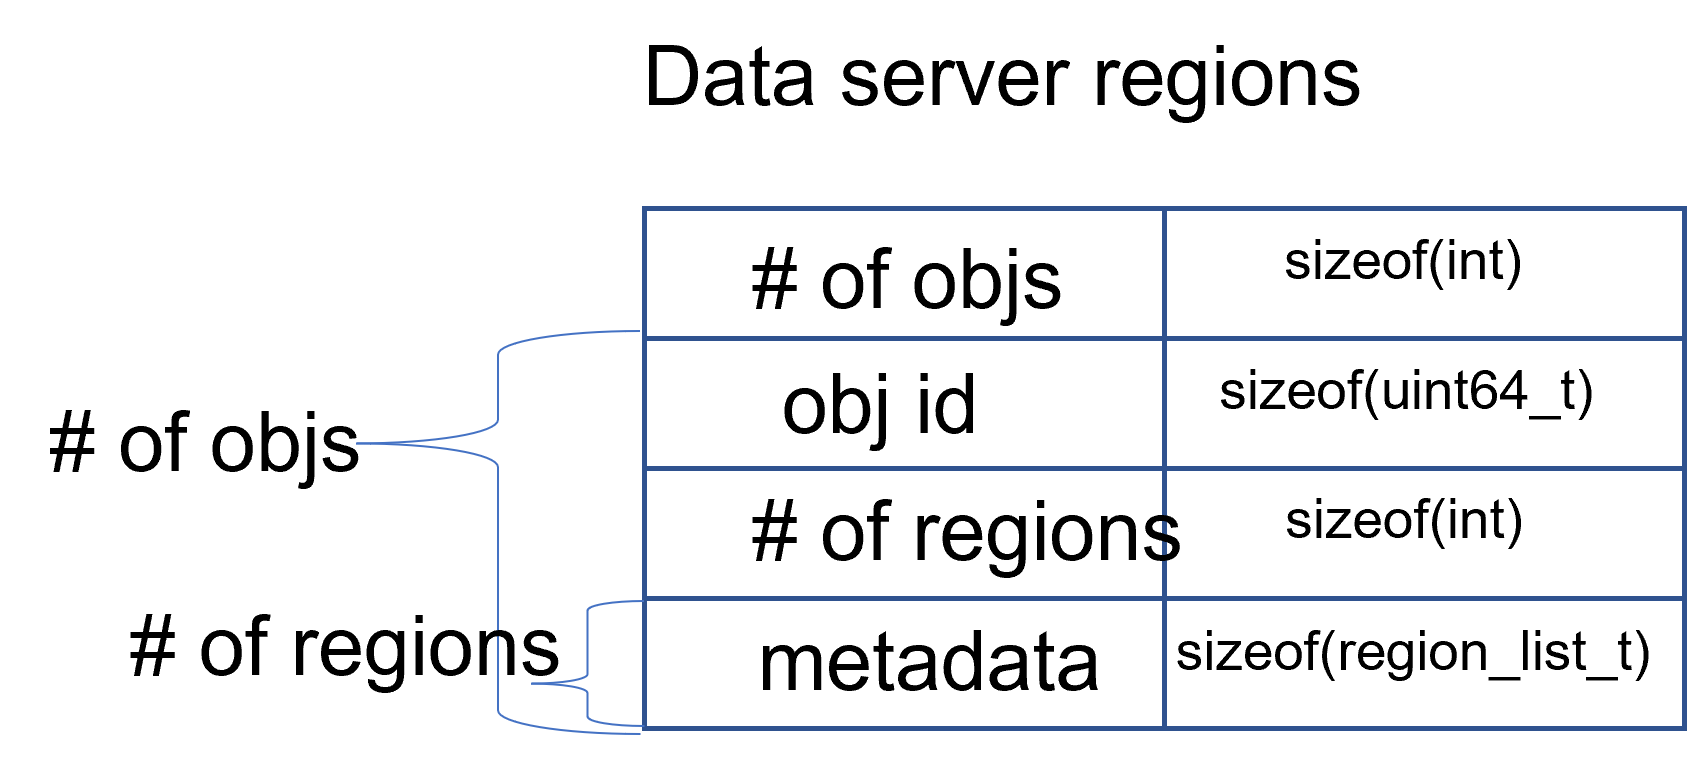 Data server regions
# of objs sizeof(int)
obj id sizeof(uint64_t)
# of objs
# of regions sizeof(int)
# of regions
metadata sizeof(region_list_t)